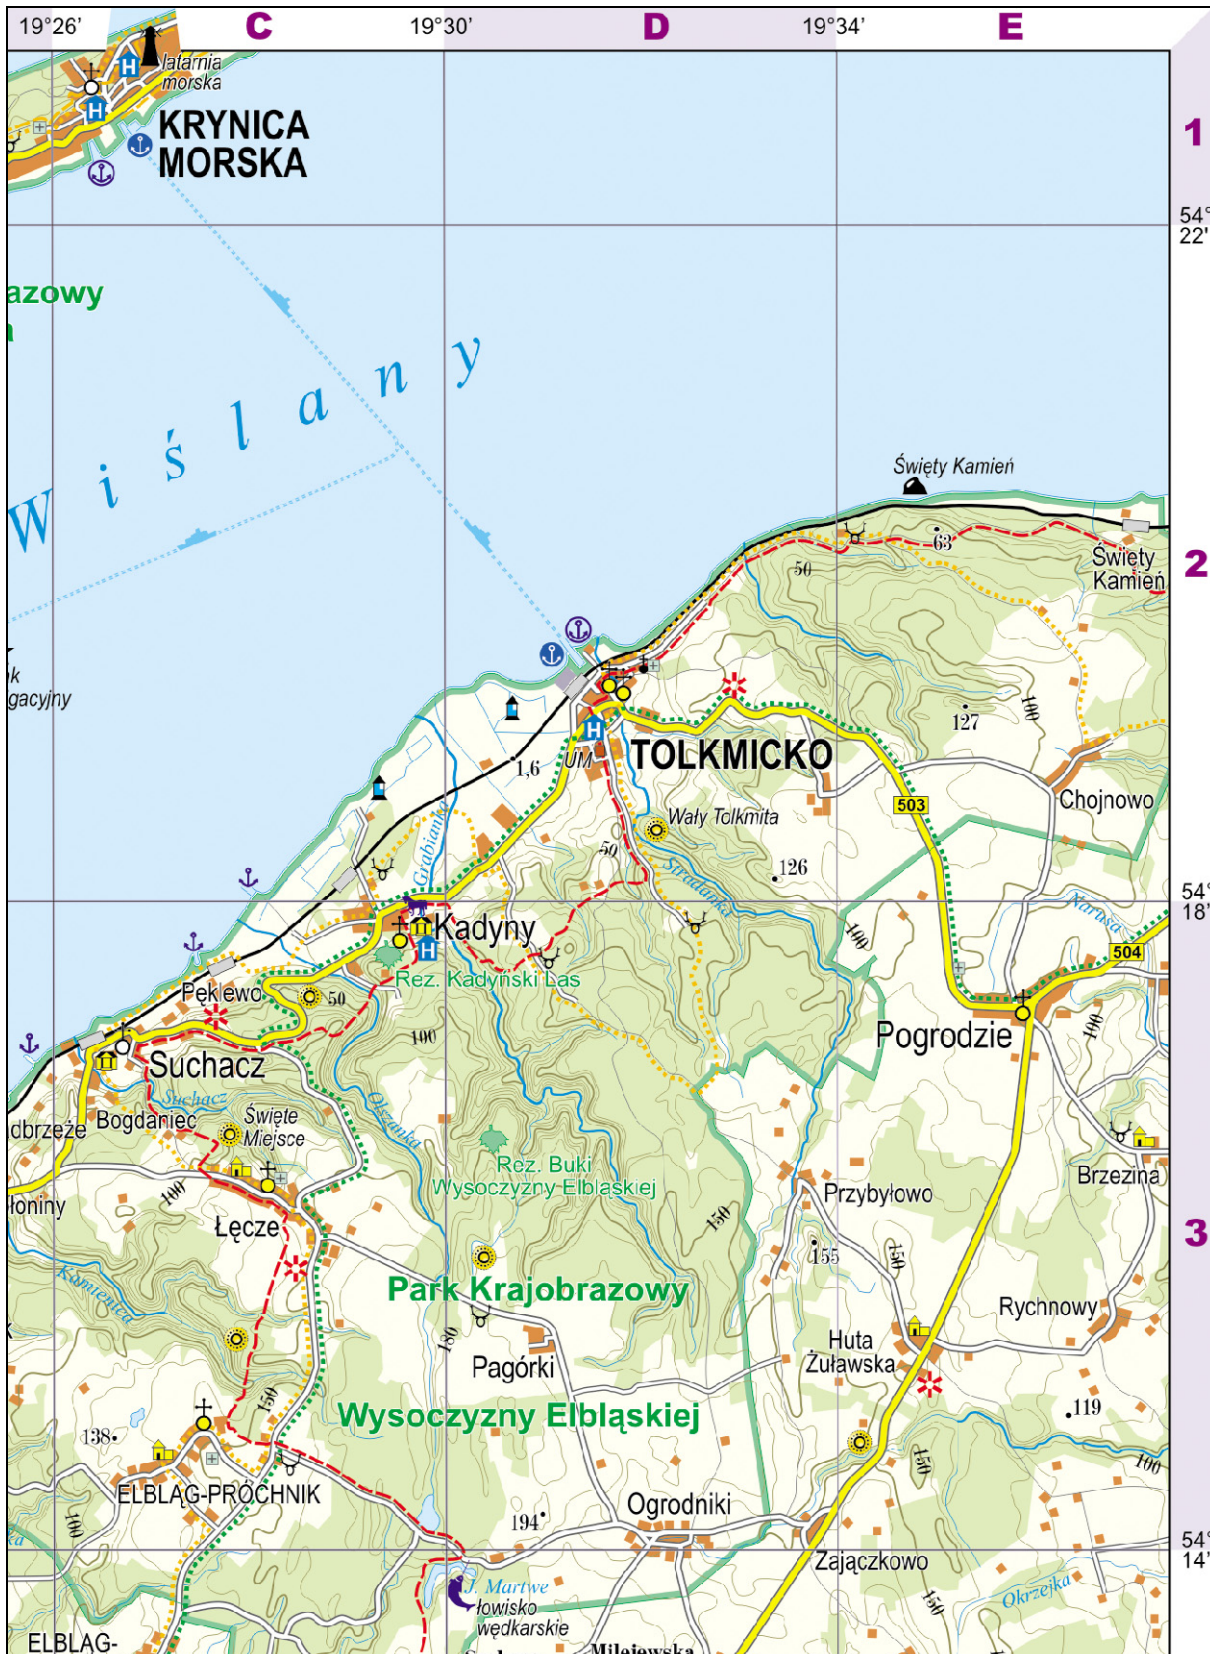 19°26'
C
19°30'
D
19°34'
E
latarnia
morska
H
H
KRYNICA
MORSKA
1
54°
22'
azowy
a
W i ś l a n y
Święty Kamień
63
2
50
Święty
Kamień
gacyjny
127
100
H
UM
TOLKMICKO
1,6
503
Chojnowo
Grabianka
Wały Tolkmita
50
Stradanka
126
54°
18'
Narusa
Kadyny
H
100
504
Rez. Kadyński Las
Pęklewo
50
100
Pogrodzie
100
Suchacz
Suchacz
Olszanka
dbrzeże
Bogdaniec
Święte
Miejsce
Rez. Buki
Wysoczyzny Elbląskiej
Brzezina
100
Przybyłowo
łoniny
Łęcze
150
155
150
3
Kamienica
Park Krajobrazowy
Rychnowy
180
Huta
Żuławska
Pagórki
150
Wysoczyzny Elbląskiej
119
138
150
100
ELBLĄG-PRÓCHNIK
100
194
Ogrodniki
54°
14'
Zajączkowo
J. Martwe
łowisko
wędkarskie
150
Okrzejka
ELBLĄG-
Milejewska